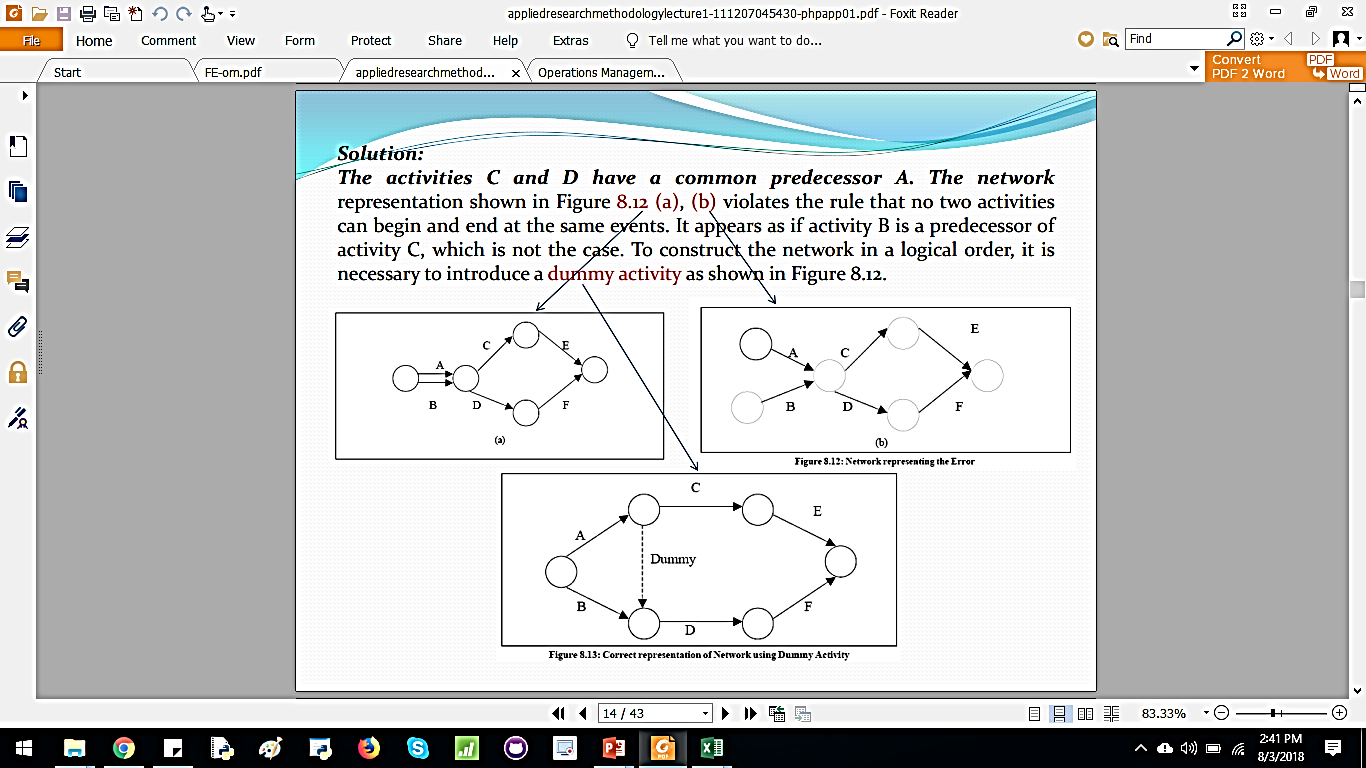 appliedresearchmethodologylecture1-111207045430-phpapp01.pdf - Foxit Reader
File Home Comment View Form Protect Share Help Extras Tell me what you want to do... Find
Start FE-om.pdf appliedresearchmethod... × Operations Managem...
Convert PDF
PDF 2 Word Word
Solution:
The activities C and D have a common predecessor A. The network
representation shown in Figure 8.12 (a), (b) violates the rule that no two activities
can begin and end at the same events. It appears as if activity B is a predecessor of
activity C, which is not the case. To construct the network in a logical order, it is
necessary to introduce a dummy activity as shown in Figure 8.12.
C E
A
B D F
(a)
E
A C
B D F
(b)
Figure 8.12: Network representing the Error
C
E
A
Dummy
B F
D
Figure 8.13: Correct representation of Network using Dummy Activity
14 / 43 83.33%
2:41 PM
8/3/2018